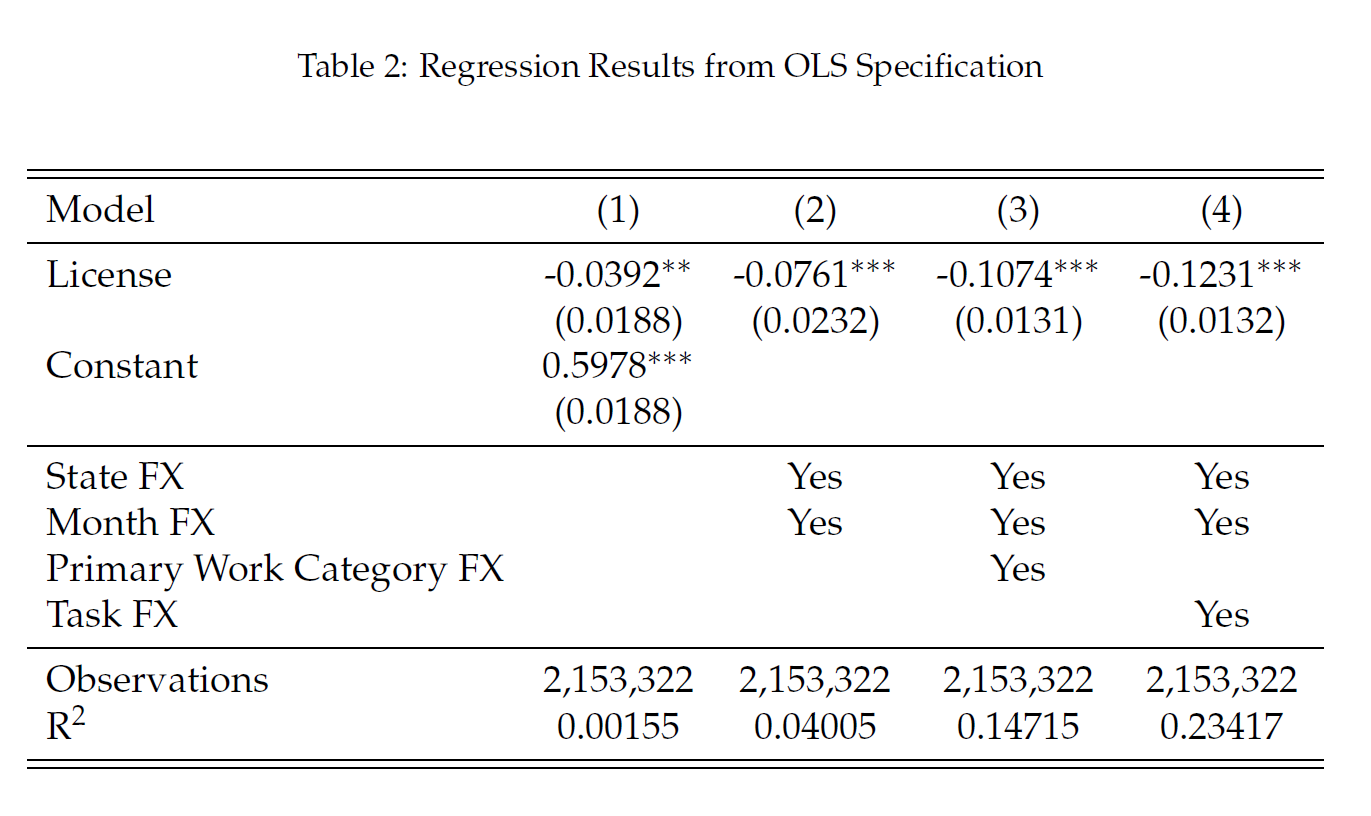 Table 2: Regression Results from OLS Specification
Model (1) (2) (3) (4)
License -0.0392** -0.0761*** -0.1074*** -0.1231***
(0.0188) (0.0232) (0.0131) (0.0132)
Constant 0.5978***
(0.0188)
State FX Yes Yes Yes
Month FX Yes Yes Yes
Primary Work Category FX Yes
Task FX Yes
Observations 2,153,322 2,153,322 2,153,322 2,153,322
R² 0.00155 0.04005 0.14715 0.23417